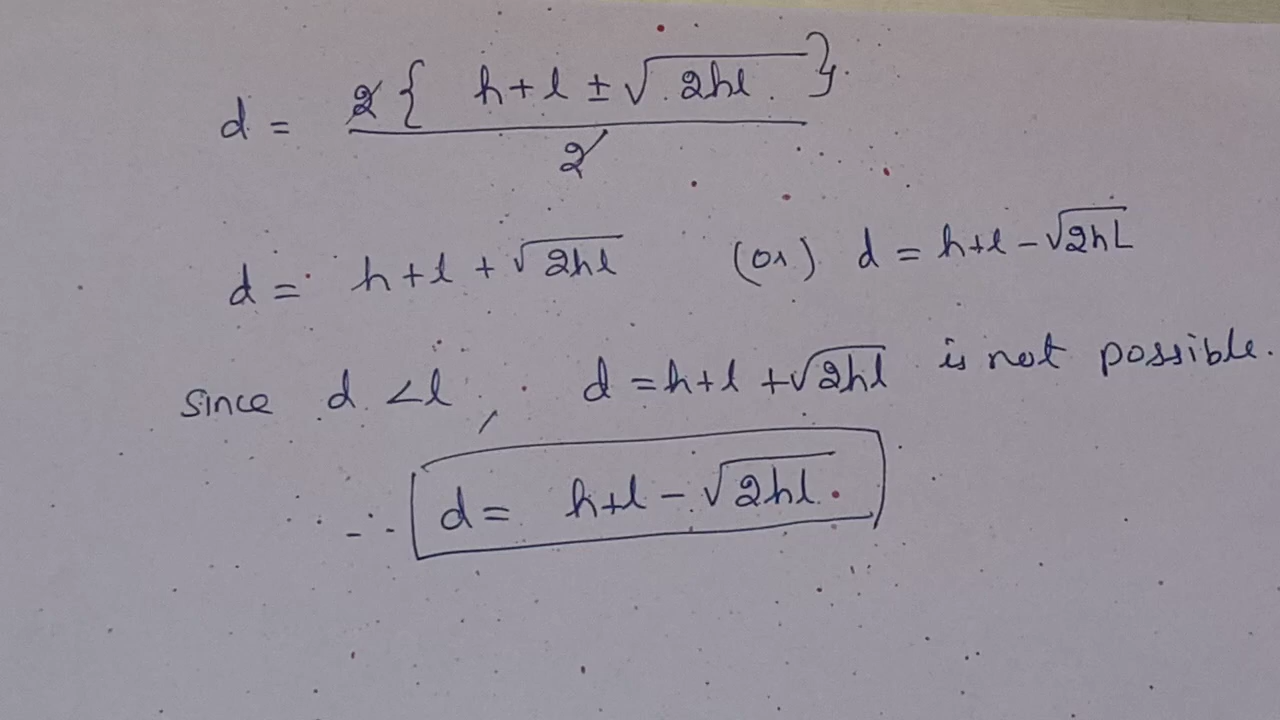 d = 2{ h+l ± √2hl }
2
d = h+l + √2hl (or) d = h+l - √2hL
since d < l, d = h+l + √2hl is not possible.
∴ d = h+l - √2hl.